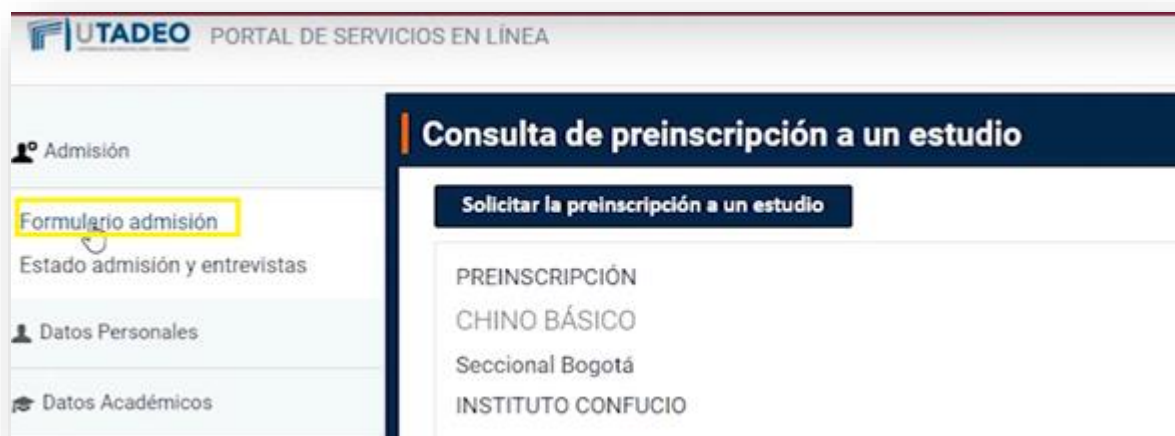 UTADEO PORTAL DE SERVICIOS EN LÍNEA
Admisión
Formulario admisión
Estado admisión y entrevistas
Datos Personales
Datos Académicos
Consulta de preinscripción a un estudio
Solicitar la preinscripción a un estudio
PREINSCRIPCIÓN
CHINO BÁSICO
Seccional Bogotá
INSTITUTO CONFUCIO